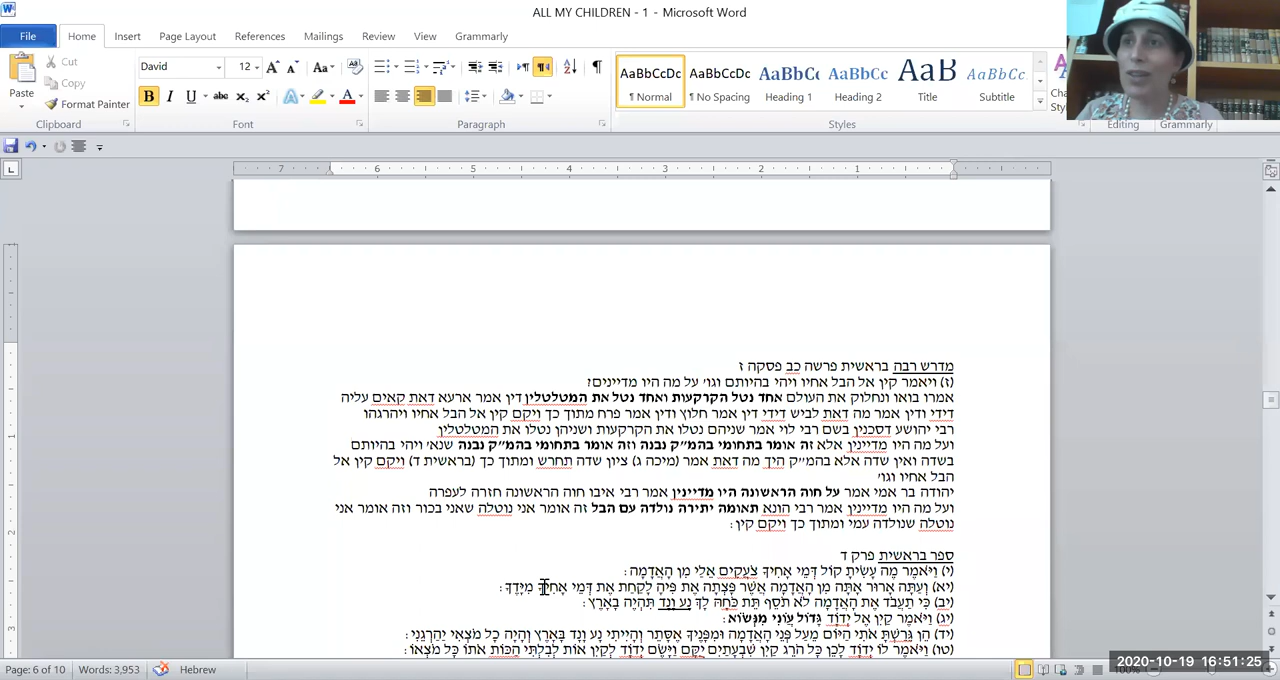 ALL MY CHILDREN - 1 - Microsoft Word
File Home Insert Page Layout References Mailings Review View Grammarly
Paste Cut Copy Format Painter
David 12
AaBbCcDc AaBbCcDc AaBbCc AaBbCc AaB AaBbCc.
¶ Normal ¶ No Spacing Heading 1 Heading 2 Title Subtitle
Clipboard Font Paragraph Styles Editing Grammarly
7 6 5 4 3 2 1
מדרש רבה בראשית פרשה כב פסקה ז
(ז) ויאמר קין אל הבל אחיו ויהי בהיותם וגו' על מה היו מדיינים?
אמרו בואו ונחלוק את העולם אחד נטל הקרקעות ואחד נטל את המטלטלין דין אמר ארעא דאת קאים עליה
דידי ודין אמר מה דאת לביש דידי דין אמר חלוץ ודין אמר פרח מתוך כך ויקם קין אל הבל אחיו ויהרגהו
רבי יהושע דסכנין בשם רבי לוי אמר שניהם נטלו את הקרקעות ושניהן נטלו את המטלטלין
ועל מה היו מדיינין אלא זה אומר בתחומי בהמ״ק נבנה וזה אומר בתחומי בהמ״ק נבנה שנא' ויהי בהיותם
בשדה ואין שדה אלא בהמ״ק היך מה דאת אמר (מיכה ג) ציון שדה תחרש ומתוך כך (בראשית ד) ויקם קין אל
הבל אחיו וגו'
יהודה בר אמי אמר על חוה הראשונה היו מדיינין אמר רבי איבו חוה הראשונה חזרה לעפרה
ועל מה היו מדיינין אמר רבי הונא תאומה יתירה נולדה עם הבל זה אומר אני נוטלה שאני בכור וזה אומר אני
נוטלה שנולדה עמי ומתוך כך ויקם קין:
ספר בראשית פרק ד
(י) וַיֹּאמֶר מֶה עָשִׂיתָ קוֹל דְּמֵי אָחִיךָ צֹעֲקִים אֵלַי מִן הָאֲדָמָה:
(יא) וְעַתָּה אָרוּר אָתָּה מִן הָאֲדָמָה אֲשֶׁר פָּצְתָה אֶת פִּיהָ לָקַחַת אֶת דְּמֵי אָחִיךָ מִיָּדֶךָ:
(יב) כִּי תַעֲבֹד אֶת הָאֲדָמָה לֹא תֹסֵף תֵּת כֹּחָהּ לָךְ נָע וָנָד תִּהְיֶה בָאָרֶץ:
(יג) וַיֹּאמֶר קַיִן אֶל יְדֹוָד גָּדוֹל עֲוֹנִי מִנְּשׂוֹא:
(יד) הֵן גֵּרַשְׁתָּ אֹתִי הַיּוֹם מֵעַל פְּנֵי הָאֲדָמָה וּמִפָּנֶיךָ אֶסָּתֵר וְהָיִיתִי נָע וָנָד בָּאָרֶץ וְהָיָה כָל מֹצְאִי יַהַרְגֵנִי:
(טו) וַיֹּאמֶר לוֹ יְדֹוָד לָכֵן כָּל הֹרֵג קַיִן שִׁבְעָתַיִם יֻקָּם וַיָּשֶׂם יְדֹוָד לְקַיִן אוֹת לְבִלְתִּי הַכּוֹת אֹתוֹ כָּל מֹצְאוֹ:
Page: 6 of 10 Words: 3,953 Hebrew 100%
2020-10-19 16:51:25